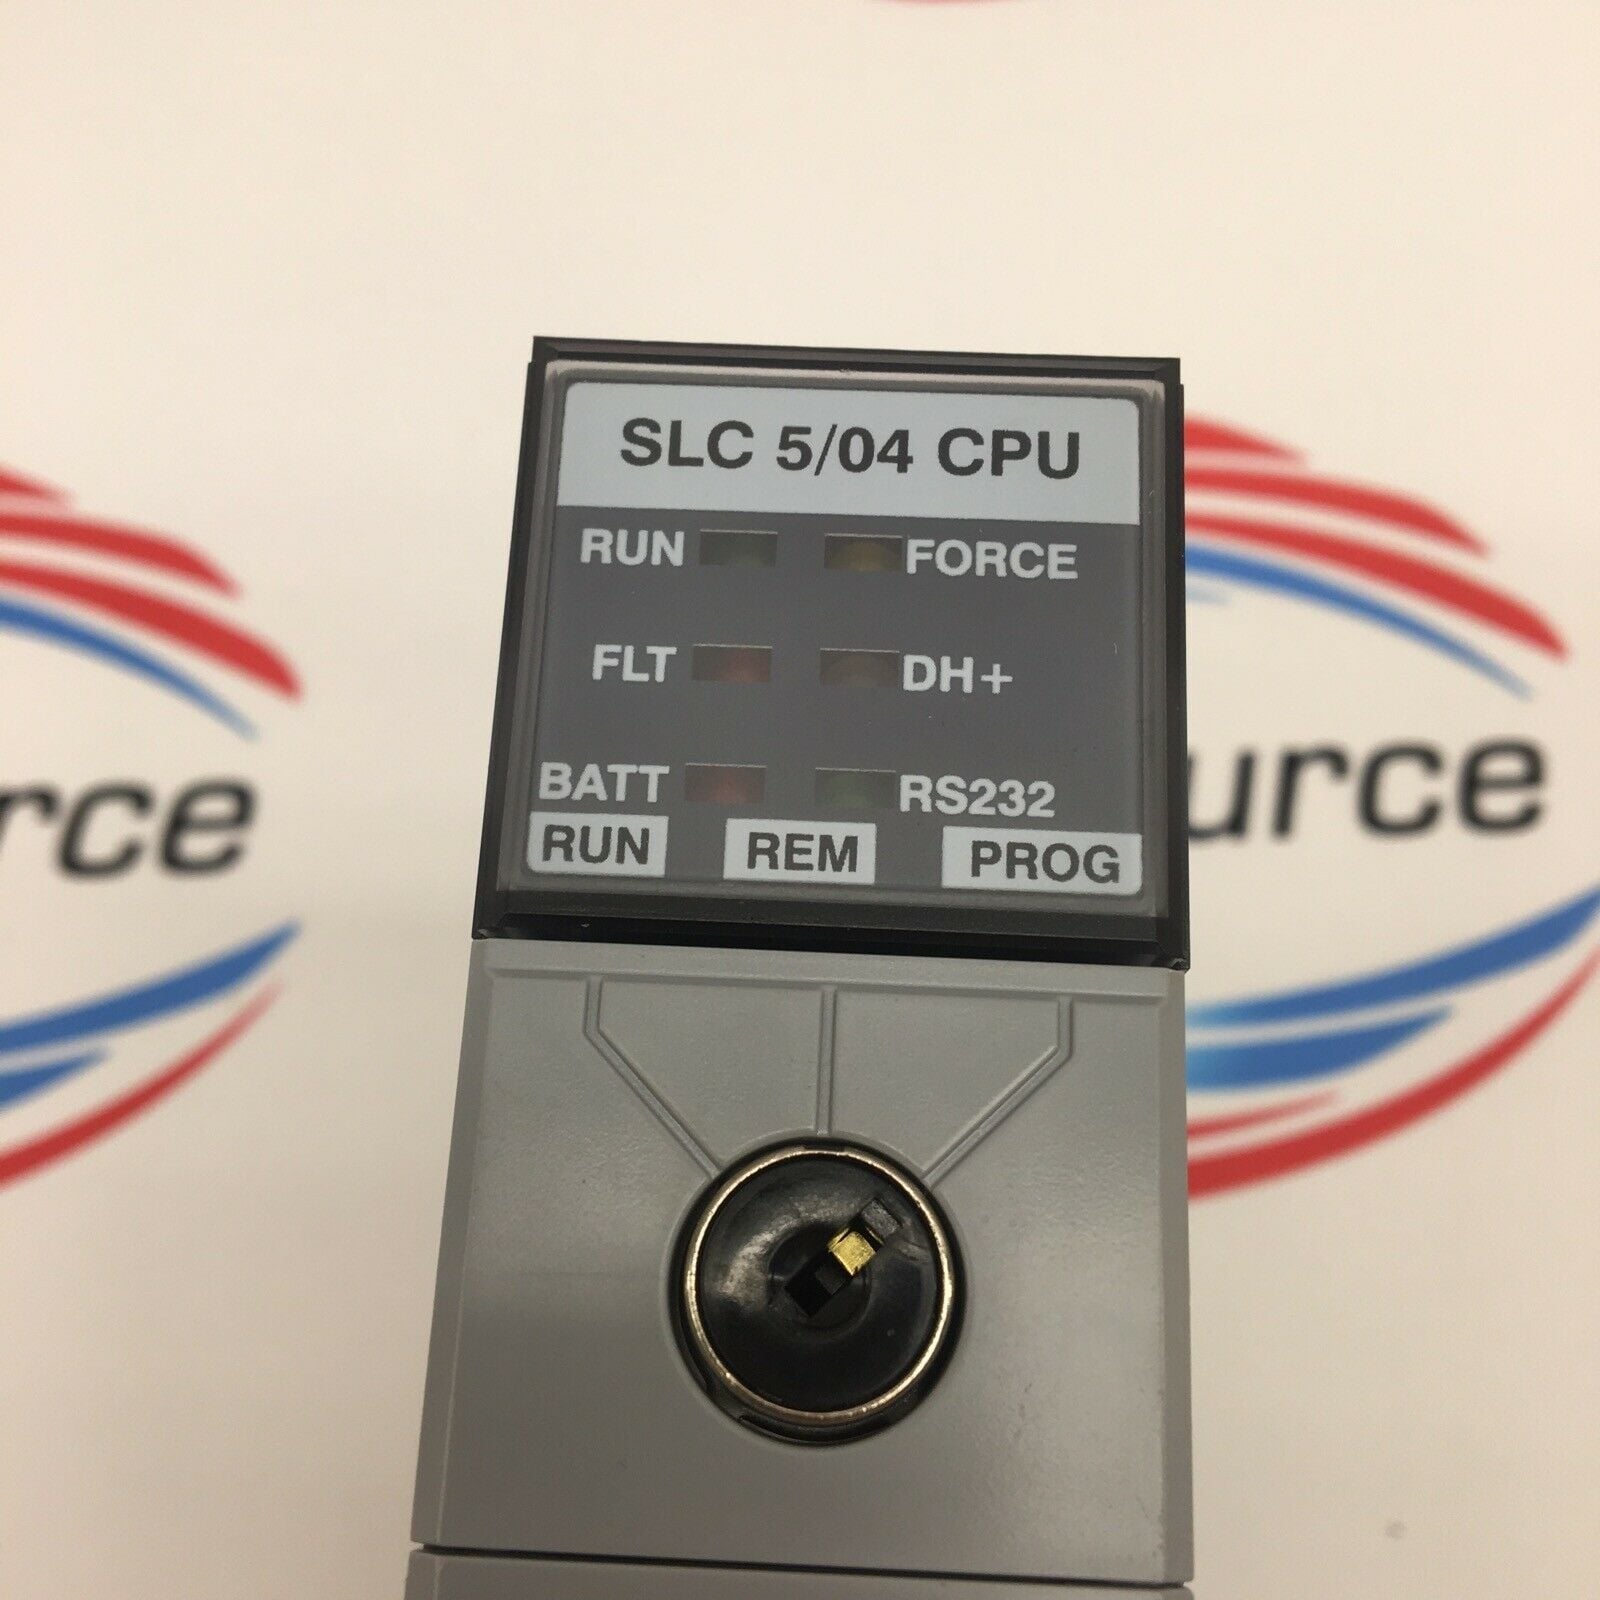 SLC 5/04 CPU
RUN FORCE
FLT DH+
BATT RS232
RUN REM PROG
rce
urce